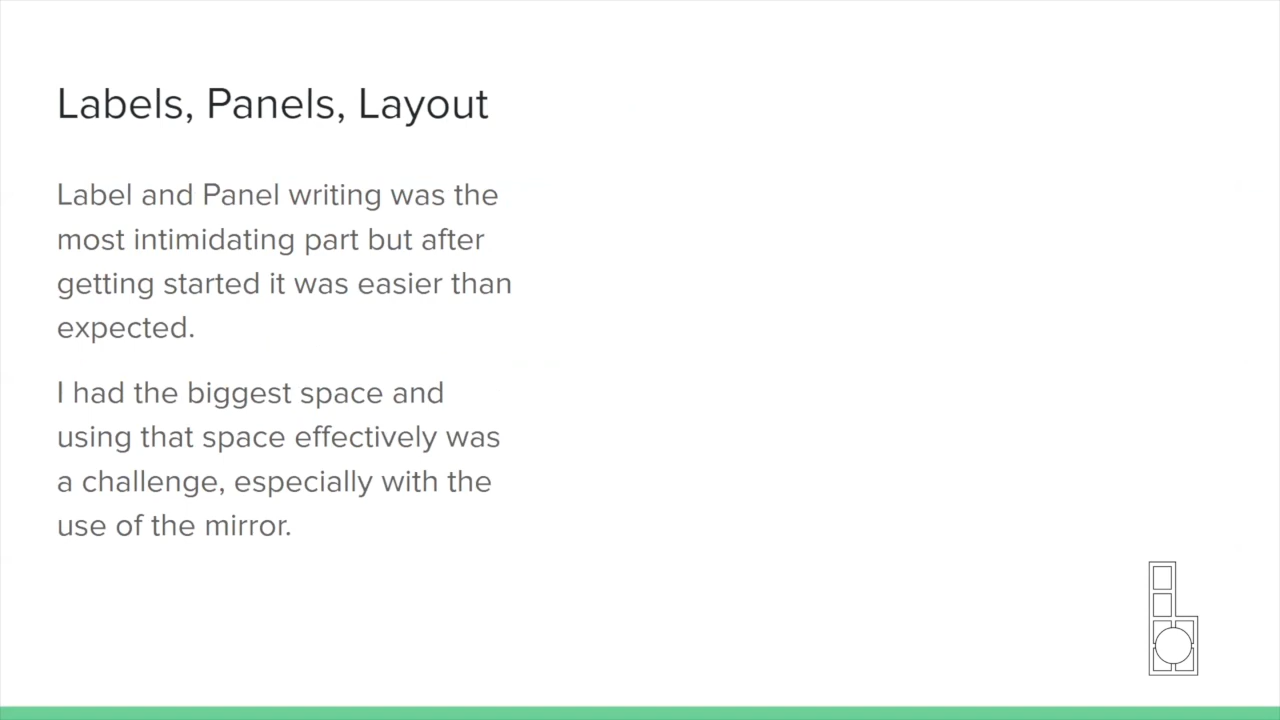 Labels, Panels, Layout
Label and Panel writing was the
most intimidating part but after
getting started it was easier than
expected.
I had the biggest space and
using that space effectively was
a challenge, especially with the
use of the mirror.